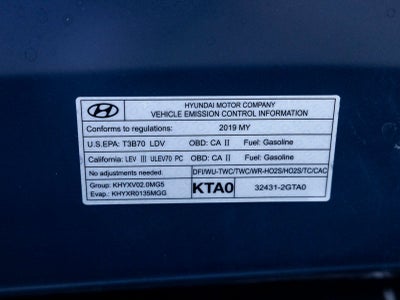 HYUNDAI MOTOR COMPANY
VEHICLE EMISSION CONTROL INFORMATION
Conforms to regulations: 2019 MY
U.S.EPA: T3B70 LDV OBD: CA II Fuel: Gasoline
California: LEV III ULEV70 PC OBD: CA II Fuel: Gasoline
No adjustments needed. DFI/WU-TWC/TWC/WR-HO2S/HO2S/TC/CAC
Group: KHYXV02.0MG5 KTA0 32431-2GTA0
Evap.: KHYXR0135MGG